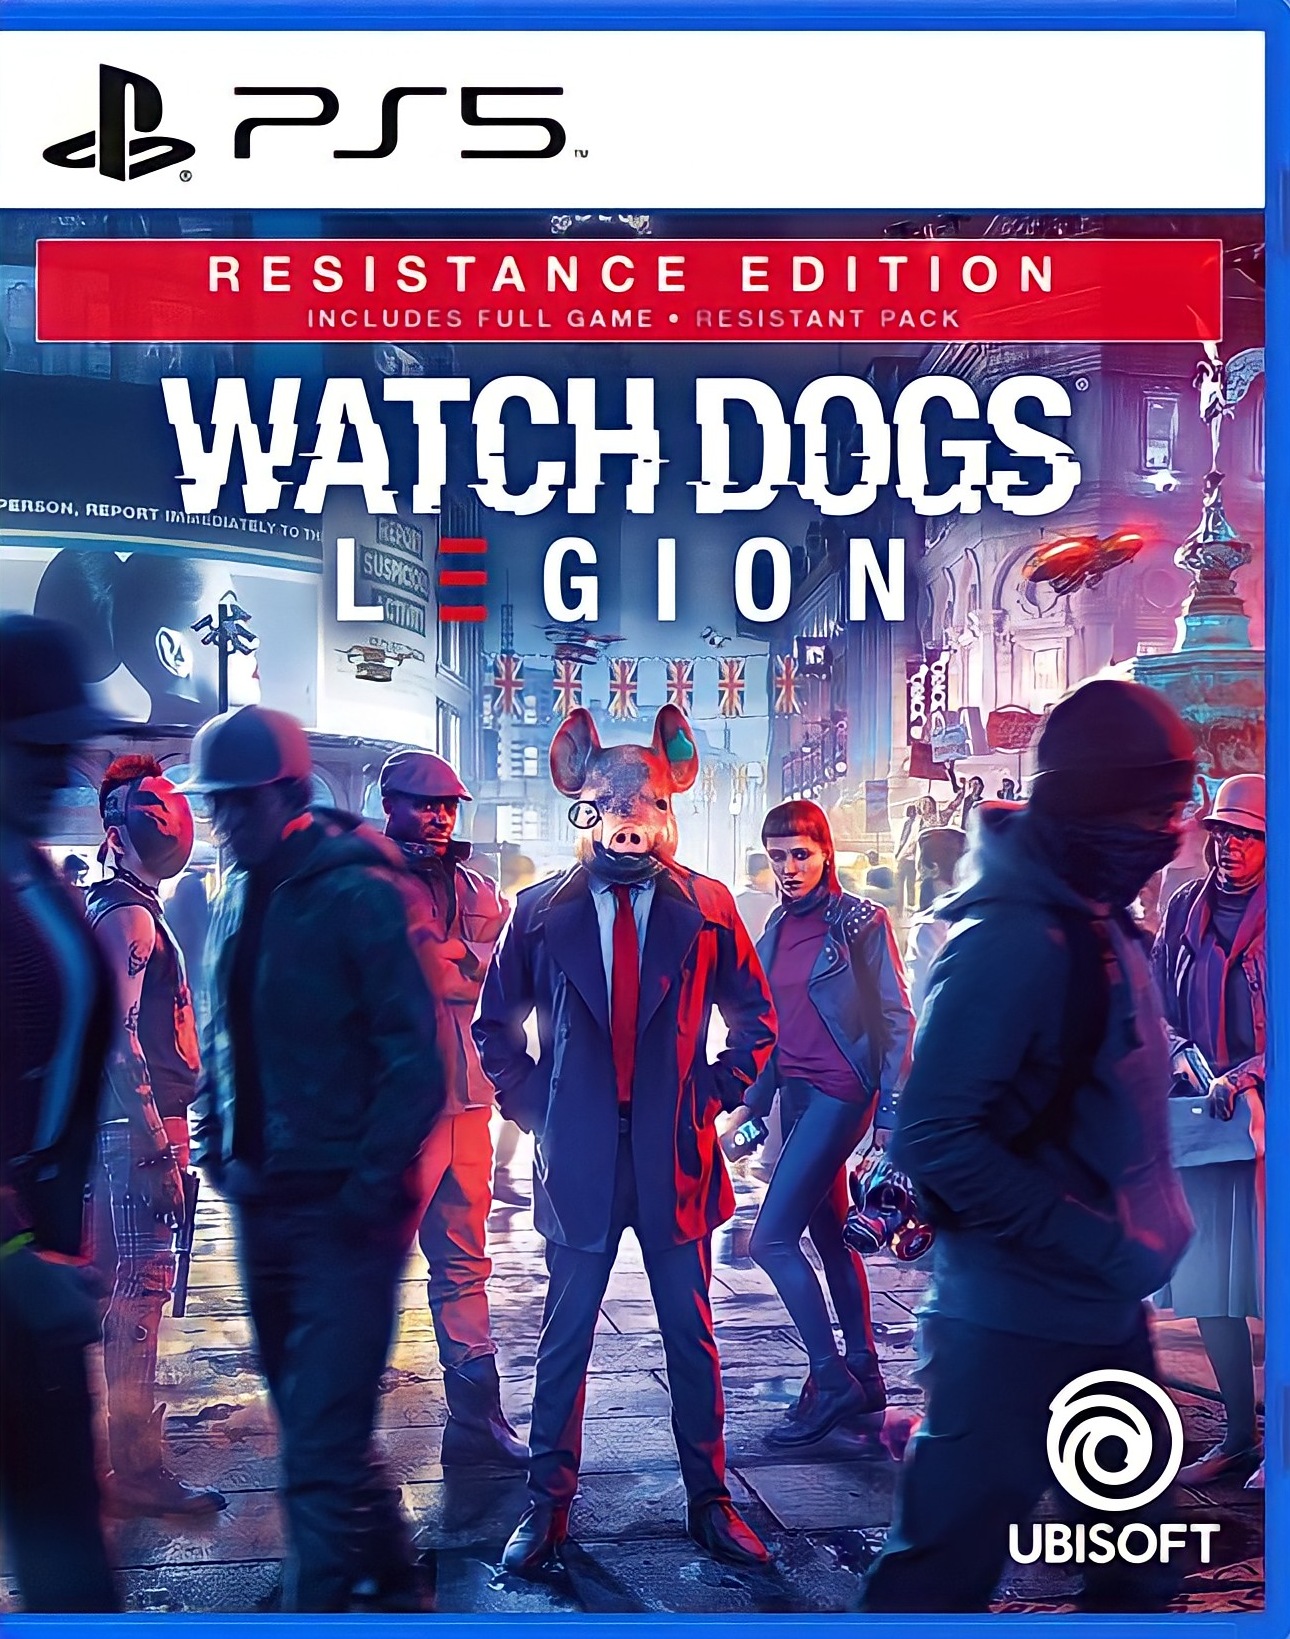 PS5
RESISTANCE EDITION
INCLUDES FULL GAME • RESISTANT PACK
WATCH DOGS®
LEGION
PERSON, REPORT IMMEDIATELY TO TH
REPORT
SUSPICIOUS
ACTION
UBISOFT